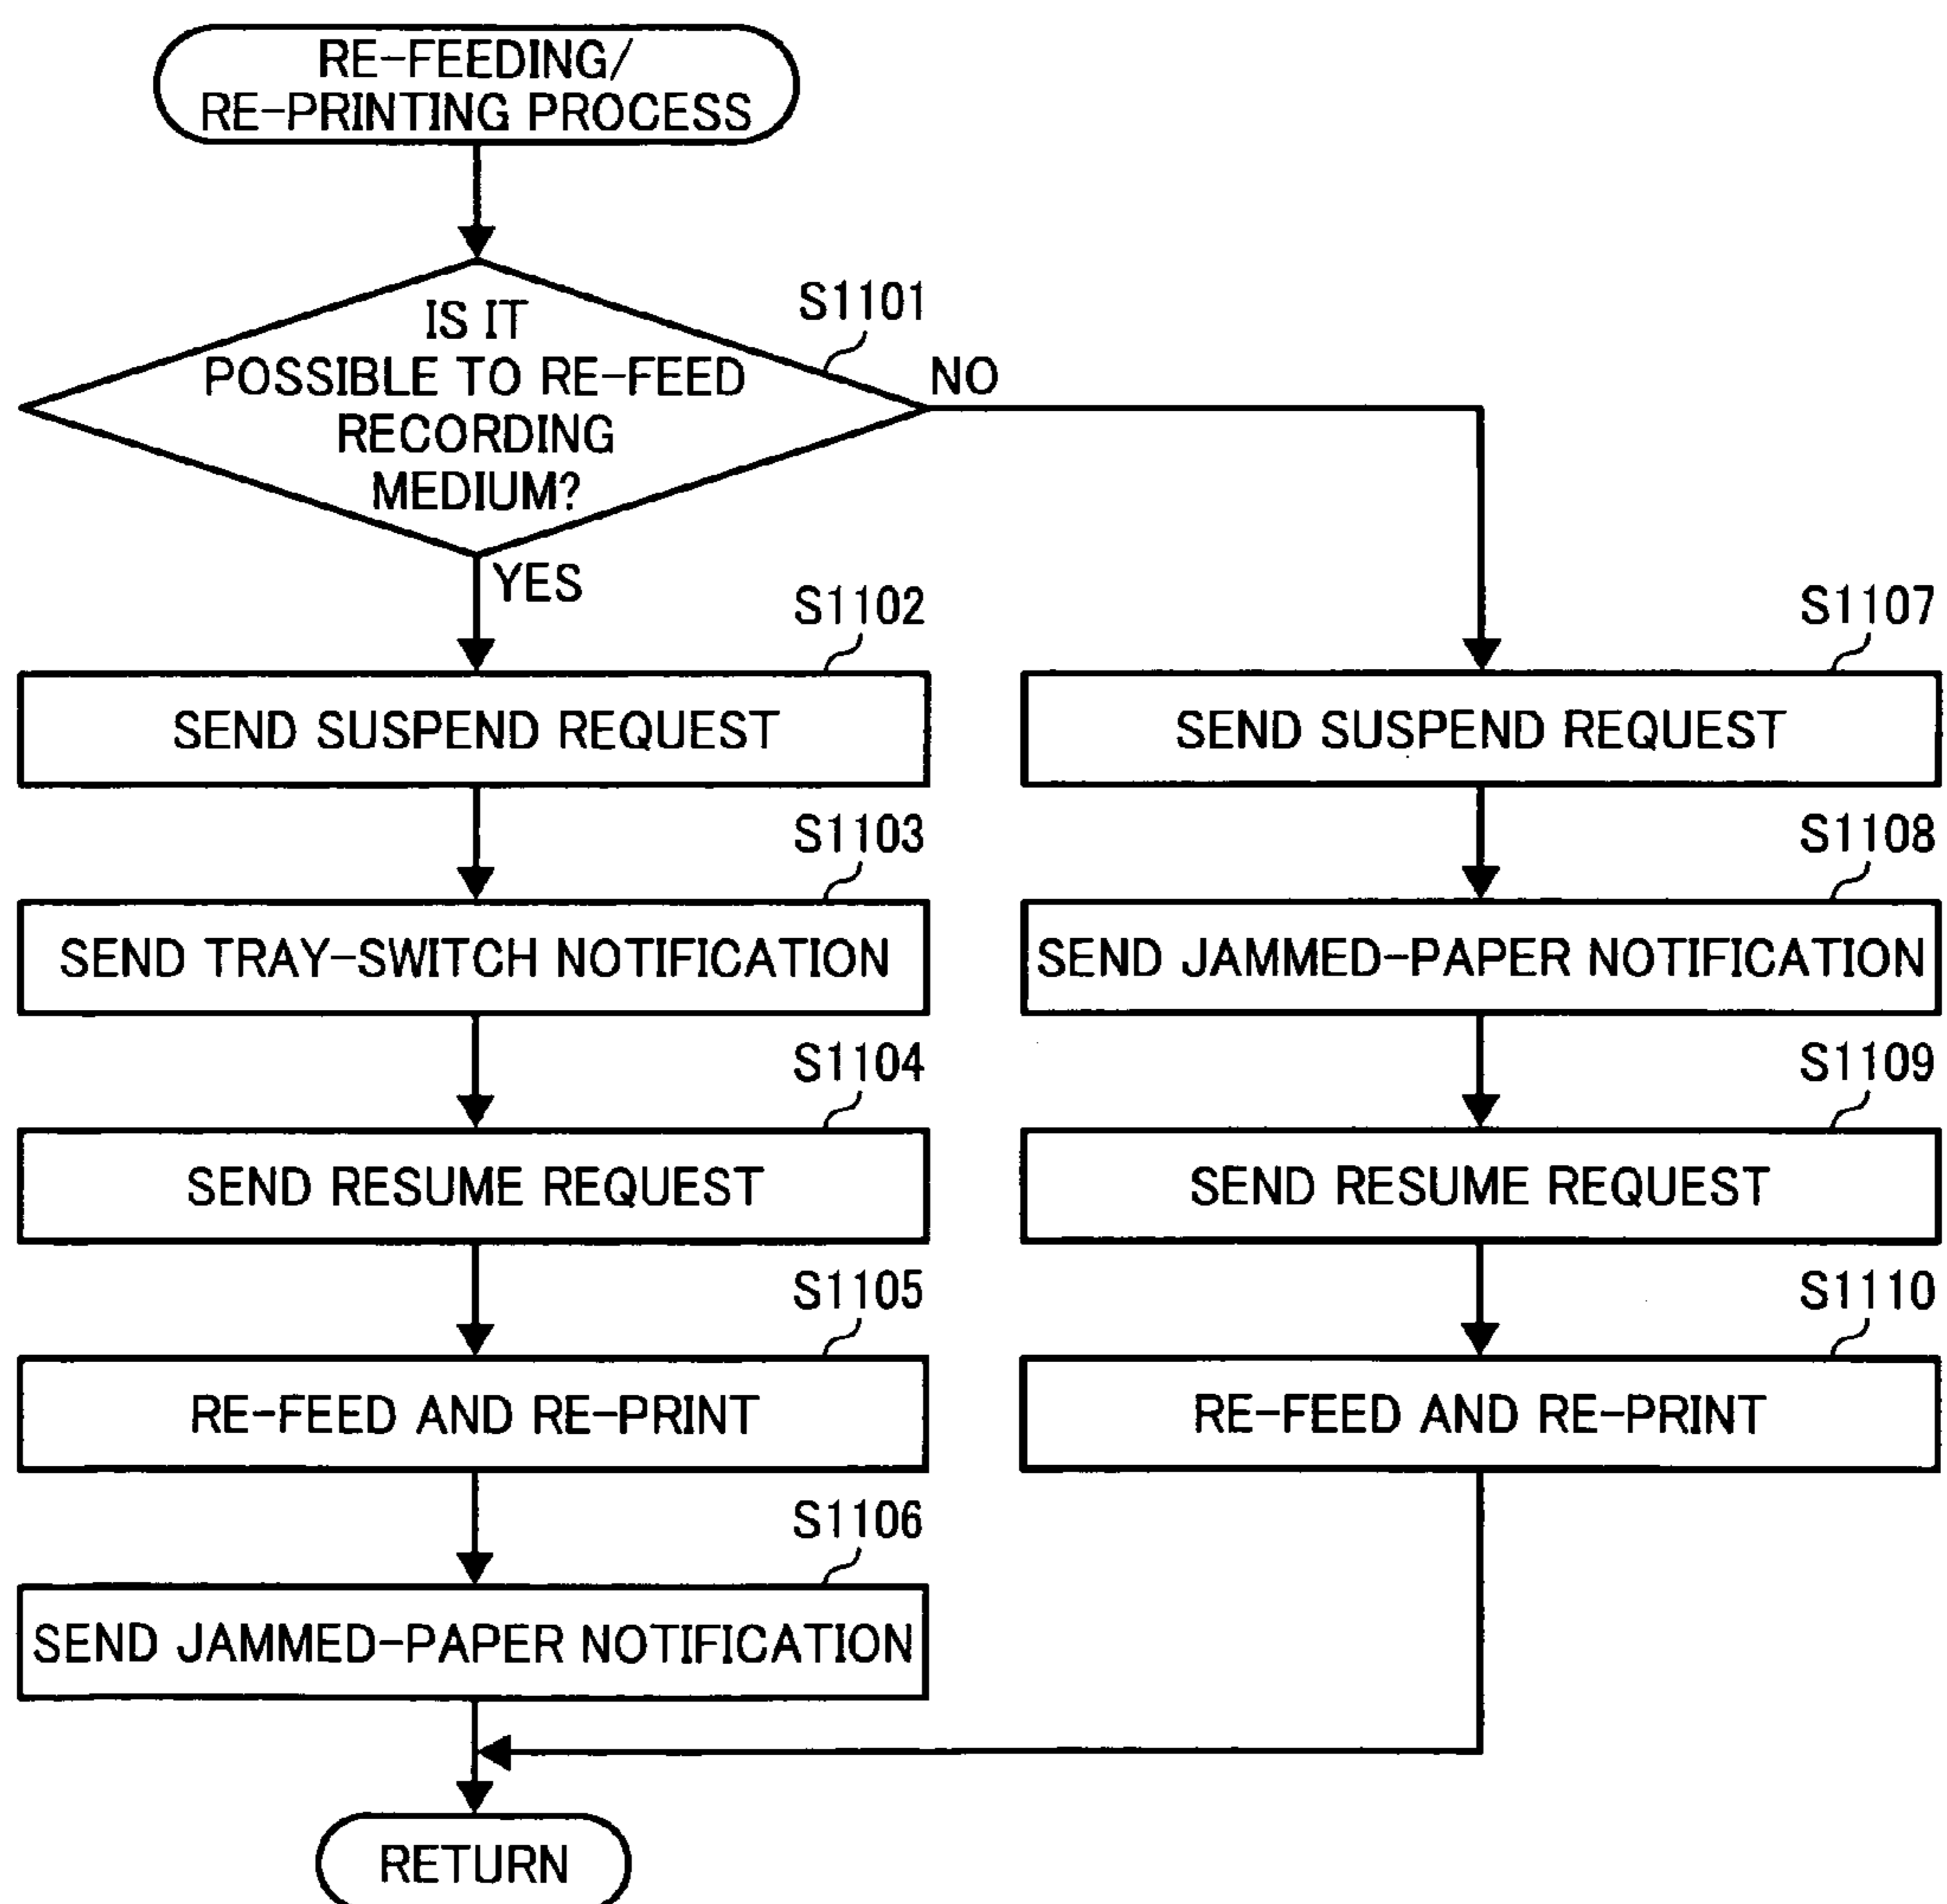 RE-FEEDING/
RE-PRINTING PROCESS
S1101
IS IT
POSSIBLE TO RE-FEED
RECORDING
MEDIUM?
NO
YES
S1102
SEND SUSPEND REQUEST
S1103
SEND TRAY-SWITCH NOTIFICATION
S1104
SEND RESUME REQUEST
S1105
RE-FEED AND RE-PRINT
S1106
SEND JAMMED-PAPER NOTIFICATION
S1107
SEND SUSPEND REQUEST
S1108
SEND JAMMED-PAPER NOTIFICATION
S1109
SEND RESUME REQUEST
S1110
RE-FEED AND RE-PRINT
RETURN